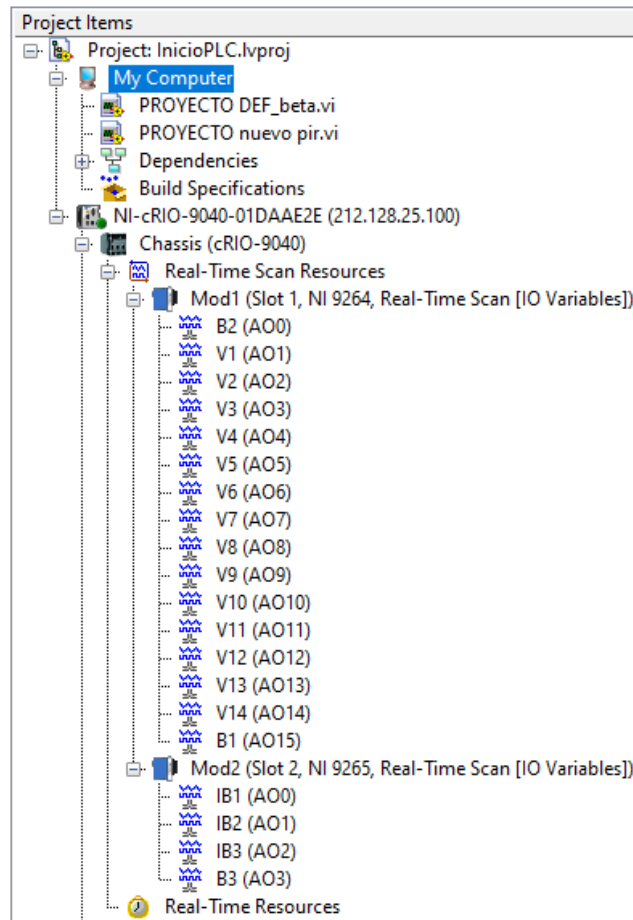 Project Items
Project: InicioPLC.lvproj
My Computer
PROYECTO DEF_beta.vi
PROYECTO nuevo pir.vi
Dependencies
Build Specifications
NI-cRIO-9040-01DAAE2E (212.128.25.100)
Chassis (cRIO-9040)
Real-Time Scan Resources
Mod1 (Slot 1, NI 9264, Real-Time Scan [IO Variables])
B2 (AO0)
V1 (AO1)
V2 (AO2)
V3 (AO3)
V4 (AO4)
V5 (AO5)
V6 (AO6)
V7 (AO7)
V8 (AO8)
V9 (AO9)
V10 (AO10)
V11 (AO11)
V12 (AO12)
V13 (AO13)
V14 (AO14)
B1 (AO15)
Mod2 (Slot 2, NI 9265, Real-Time Scan [IO Variables])
IB1 (AO0)
IB2 (AO1)
IB3 (AO2)
B3 (AO3)
Real-Time Resources